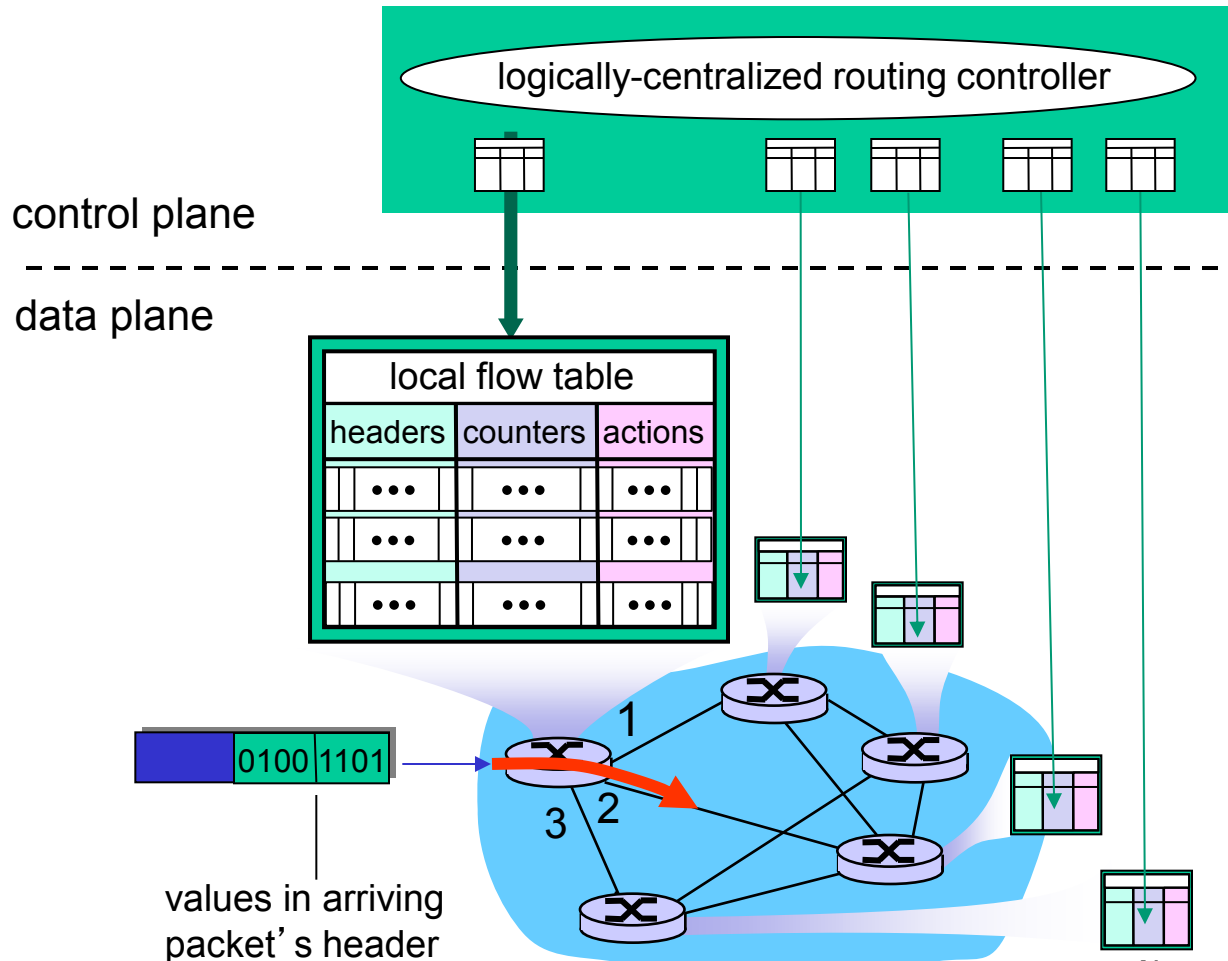 logically-centralized routing controller
control plane
data plane
local flow table
headers counters actions
1
0100 1101
2
3
values in arriving
packet’s header